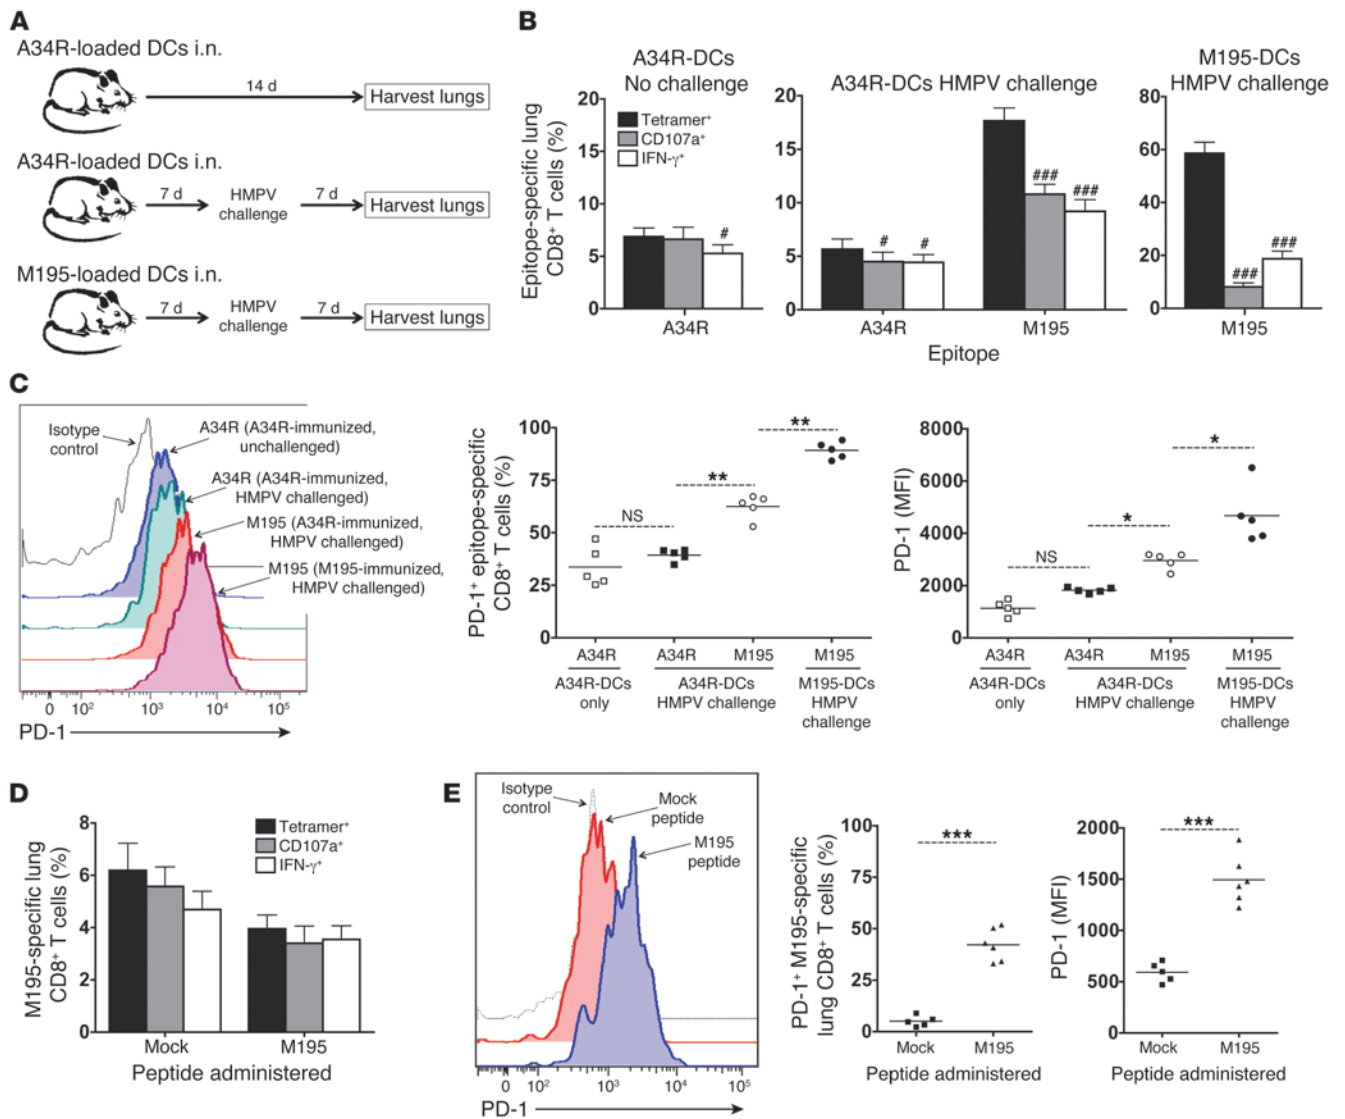 A
A34R-loaded DCs i.n.
14 d
Harvest lungs
A34R-loaded DCs i.n.
7 d
HMPV
challenge
7 d
Harvest lungs
M195-loaded DCs i.n.
7 d
HMPV
challenge
7 d
Harvest lungs
B
Epitope-specific lung
CD8⁺ T cells (%)
A34R-DCs
No challenge
20
15
10
5
0
Tetramer⁺
CD107a⁺
IFN-γ⁺
#
A34R
A34R-DCs HMPV challenge
20
15
10
5
0
#
#
###
###
A34R
M195
Epitope
M195-DCs
HMPV challenge
80
60
40
20
0
###
###
M195
C
Isotype
control
A34R (A34R-immunized,
unchallenged)
A34R (A34R-immunized,
HMPV challenged)
M195 (A34R-immunized,
HMPV challenged)
M195 (M195-immunized,
HMPV challenged)
0 10² 10³ 10⁴ 10⁵
PD-1
PD-1⁺ epitope-specific
CD8⁺ T cells (%)
100
75
50
25
0
NS
**
**
A34R A34R M195 M195
A34R-DCs
only
A34R-DCs
HMPV challenge
M195-DCs
HMPV
challenge
PD-1 (MFI)
8000
6000
4000
2000
0
NS
*
*
A34R A34R M195 M195
A34R-DCs
only
A34R-DCs
HMPV challenge
M195-DCs
HMPV
challenge
D
M195-specific lung
CD8⁺ T cells (%)
8
6
4
2
0
Tetramer⁺
CD107a⁺
IFN-γ⁺
Mock M195
Peptide administered
E
Isotype
control
Mock
peptide
M195
peptide
0 10² 10³ 10⁴ 10⁵
PD-1
PD-1⁺ M195-specific
lung CD8⁺ T cells (%)
100
75
50
25
0
***
Mock M195
Peptide administered
PD-1 (MFI)
2000
1500
1000
500
0
***
Mock M195
Peptide administered